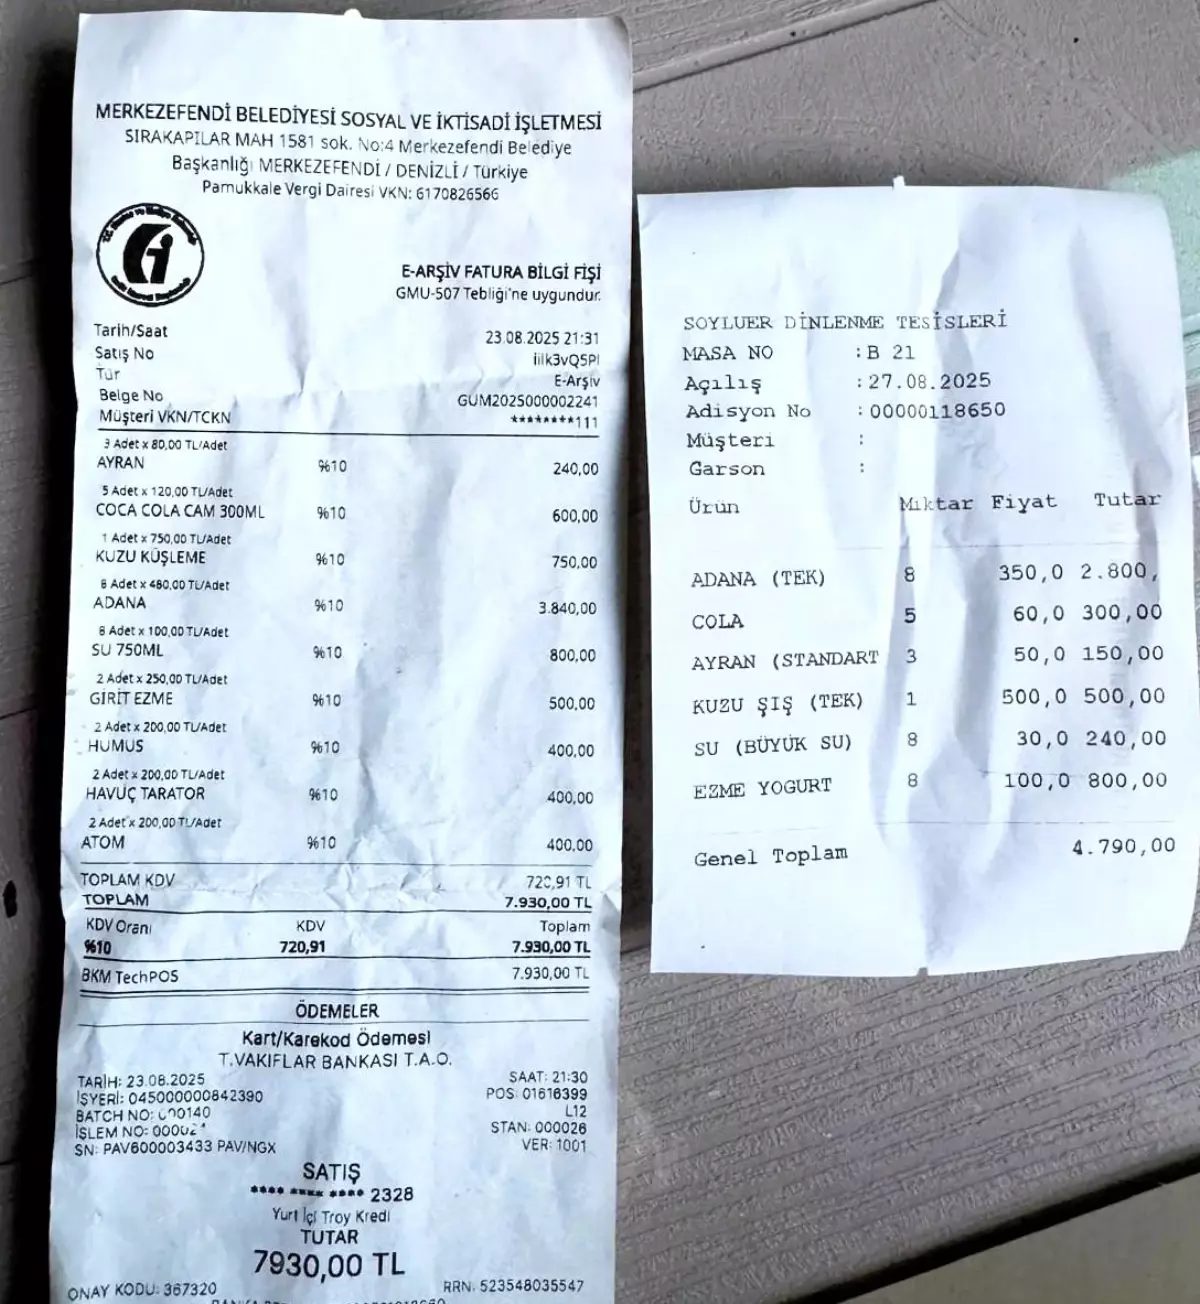 MERKEZEFENDİ BELEDİYESİ SOSYAL VE İKTİSADİ İŞLETMESİ
SIRAKAPILAR MAH 1581 sok. No:4 Merkezefendi Belediye
Başkanlığı MERKEZEFENDİ / DENİZLİ / Türkiye
Pamukkale Vergi Dairesi VKN: 6170826566
E-ARŞİV FATURA BİLGİ FİŞİ
GMU-507 Tebliği'ne uygundur.
Tarih/Saat 23.08.2025 21:31
Satış No iilk3vQ5Pl
Tür E-Arşiv
Belge No GUM2025000002241
Müşteri VKN/TCKN ********111
3 Adet x 80,00 TL/Adet
AYRAN %10 240,00
5 Adet x 120,00 TL/Adet
COCA COLA CAM 300ML %10 600,00
1 Adet x 750,00 TL/Adet
KUZU KÜŞLEME %10 750,00
8 Adet x 480,00 TL/Adet
ADANA %10 3.840,00
8 Adet x 100,00 TL/Adet
SU 750ML %10 800,00
2 Adet x 250,00 TL/Adet
GİRİT EZME %10 500,00
2 Adet x 200,00 TL/Adet
HUMUS %10 400,00
2 Adet x 200,00 TL/Adet
HAVUÇ TARATOR %10 400,00
2 Adet x 200,00 TL/Adet
ATOM %10 400,00
TOPLAM KDV 720,91 TL
TOPLAM 7.930,00 TL
KDV Oranı KDV Toplam
%10 720,91 7.930,00 TL
BKM TechPOS 7.930,00 TL
ÖDEMELER
Kart/Karekod Ödemesi
T.VAKIFLAR BANKASI T.A.O.
TARİH: 23.08.2025 SAAT: 21:30
İŞYERİ: 045000000842390 POS: 01616399
BATCH NO: 000140 L12
İŞLEM NO: STAN: 000026
SN: PAV600003433 PAV/NGX VER: 1001
SATIŞ
**** **** **** 2328
Yurt İçi Troy Kredi
TUTAR
7930,00 TL
ONAY KODU: 367320 RRN: 523548035547
SOYLUER DİNLENME TESİSLERİ
MASA NO :B 21
Açılış :27.08.2025
Adisyon No :00000118650
Müşteri :
Garson :
Ürün Mıktar Fiyat Tutar
ADANA (TEK) 8 350,0 2.800,
COLA 5 60,0 300,00
AYRAN (STANDART 3 50,0 150,00
KUZU ŞIŞ (TEK) 1 500,0 500,00
SU (BÜYÜK SU) 8 30,0 240,00
EZME YOGURT 8 100,0 800,00
Genel Toplam 4.790,00